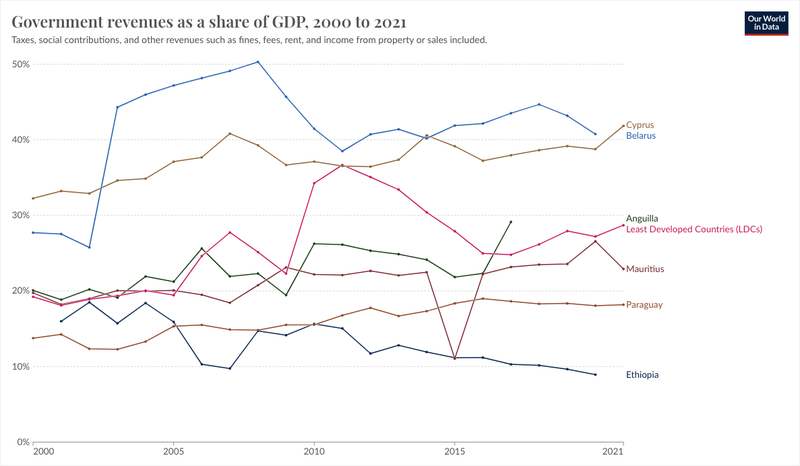 Government revenues as a share of GDP, 2000 to 2021
Taxes, social contributions, and other revenues such as fines, fees, rent, and income from property or sales included.
Our World
in Data
50%
40%
30%
20%
10%
0%
Cyprus
Belarus
Anguilla
Least Developed Countries (LDCs)
Mauritius
Paraguay
Ethiopia
2000
2005
2010
2015
2021